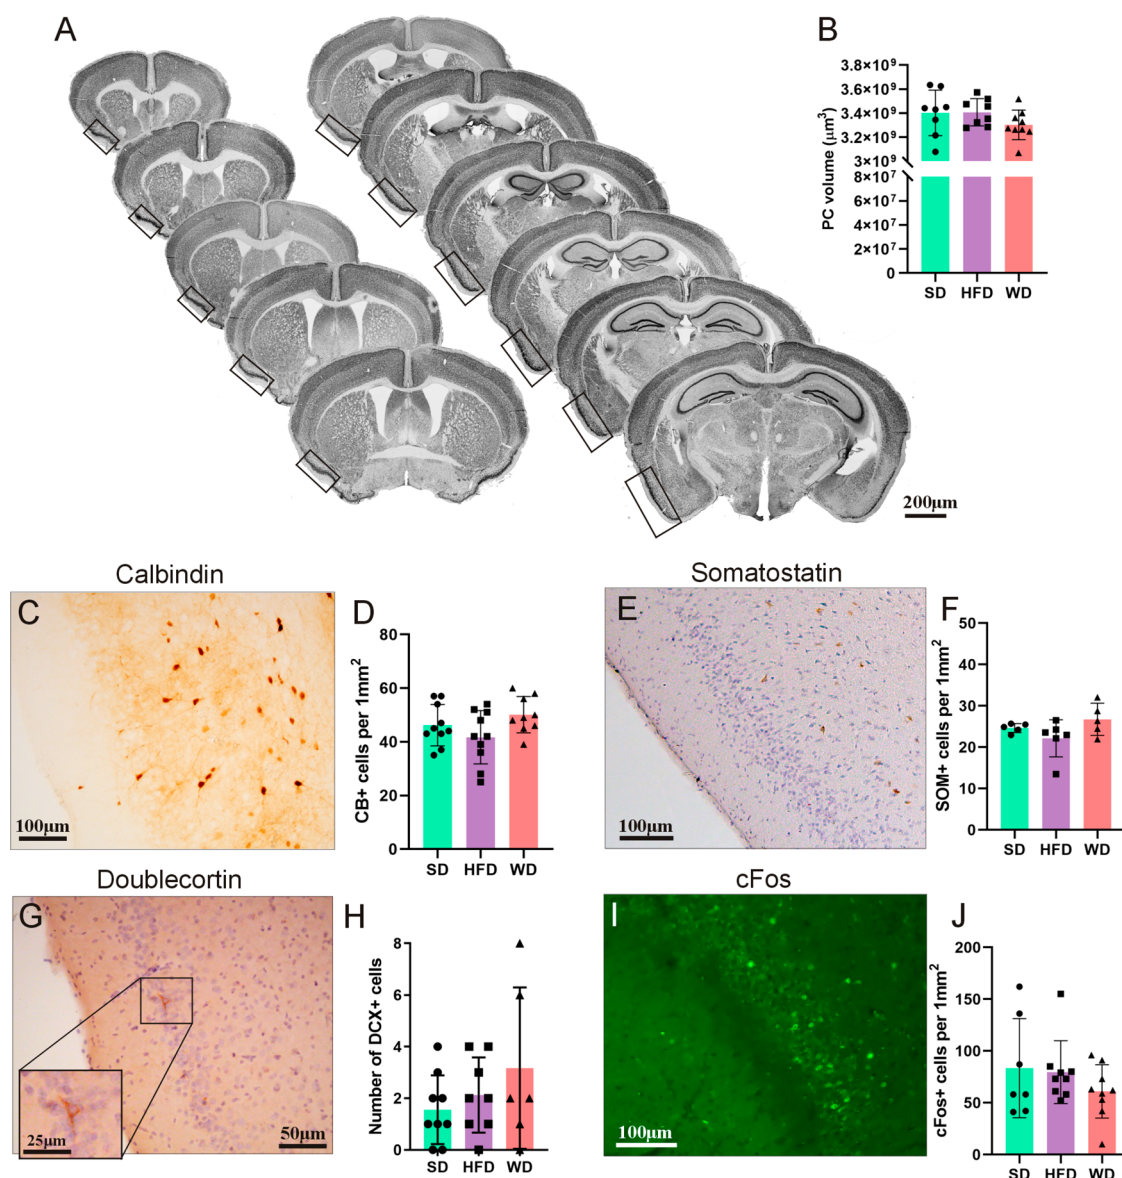 A
200μm
B
PC volume (μm³)
3.8×10⁹
3.6×10⁹
3.4×10⁹
3.2×10⁹
3×10⁹
8×10⁷
6×10⁷
4×10⁷
2×10⁷
0
SD HFD WD
Calbindin
C
100μm
D
CB+ cells per 1mm²
80
60
40
20
0
SD HFD WD
Somatostatin
E
100μm
F
SOM+ cells per 1mm²
50
40
30
20
10
0
SD HFD WD
Doublecortin
G
25μm
50μm
H
Number of DCX+ cells
8
6
4
2
0
SD HFD WD
cFos
I
100μm
J
cFos+ cells per 1mm²
200
150
100
50
0
SD HFD WD